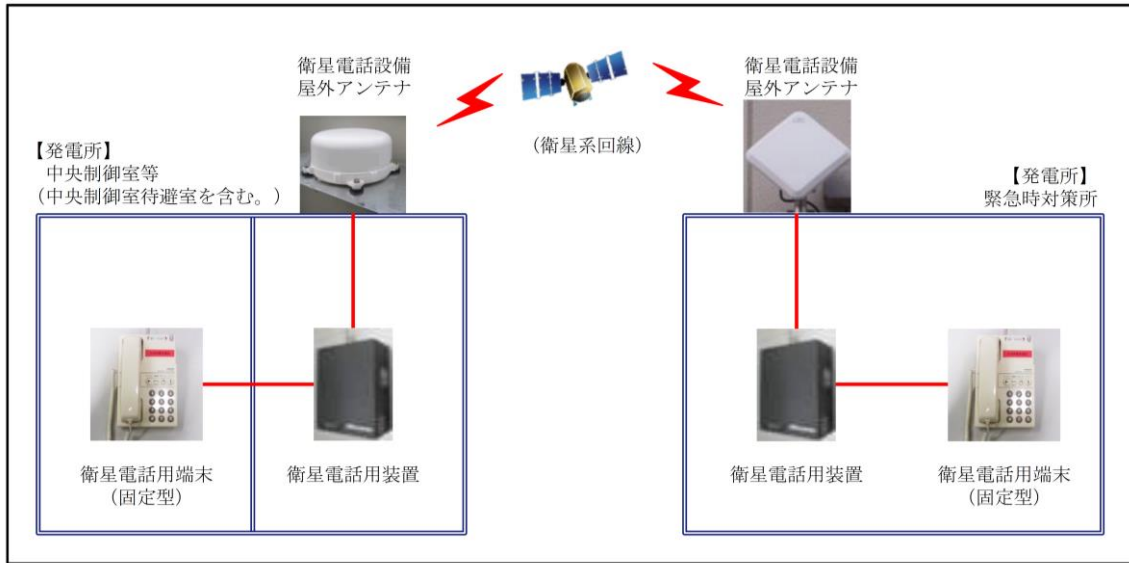 衛星電話設備
屋外アンテナ
(衛星系回線)
衛星電話設備
屋外アンテナ
【発電所】
中央制御室等
(中央制御室待避室を含む。)
【発電所】
緊急時対策所
衛星電話用端末
(固定型)
衛星電話用装置
衛星電話用装置
衛星電話用端末
(固定型)